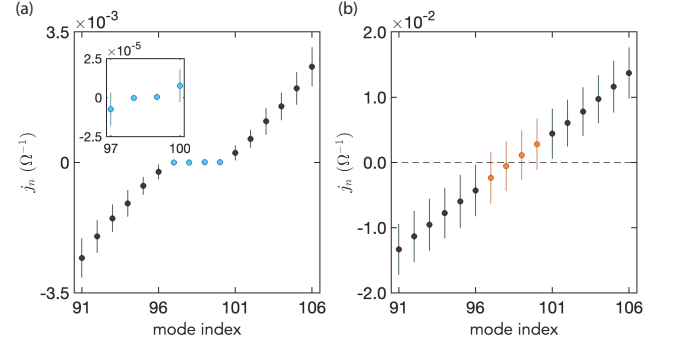 (a)
×10⁻³
3.5
0
-3.5
jₙ (Ω⁻¹)
×10⁻⁵
2.5
0
-2.5
97 100
91 96 101 106
mode index
(b)
×10⁻²
2.0
1.0
0.0
-1.0
-2.0
jₙ (Ω⁻¹)
91 96 101 106
mode index